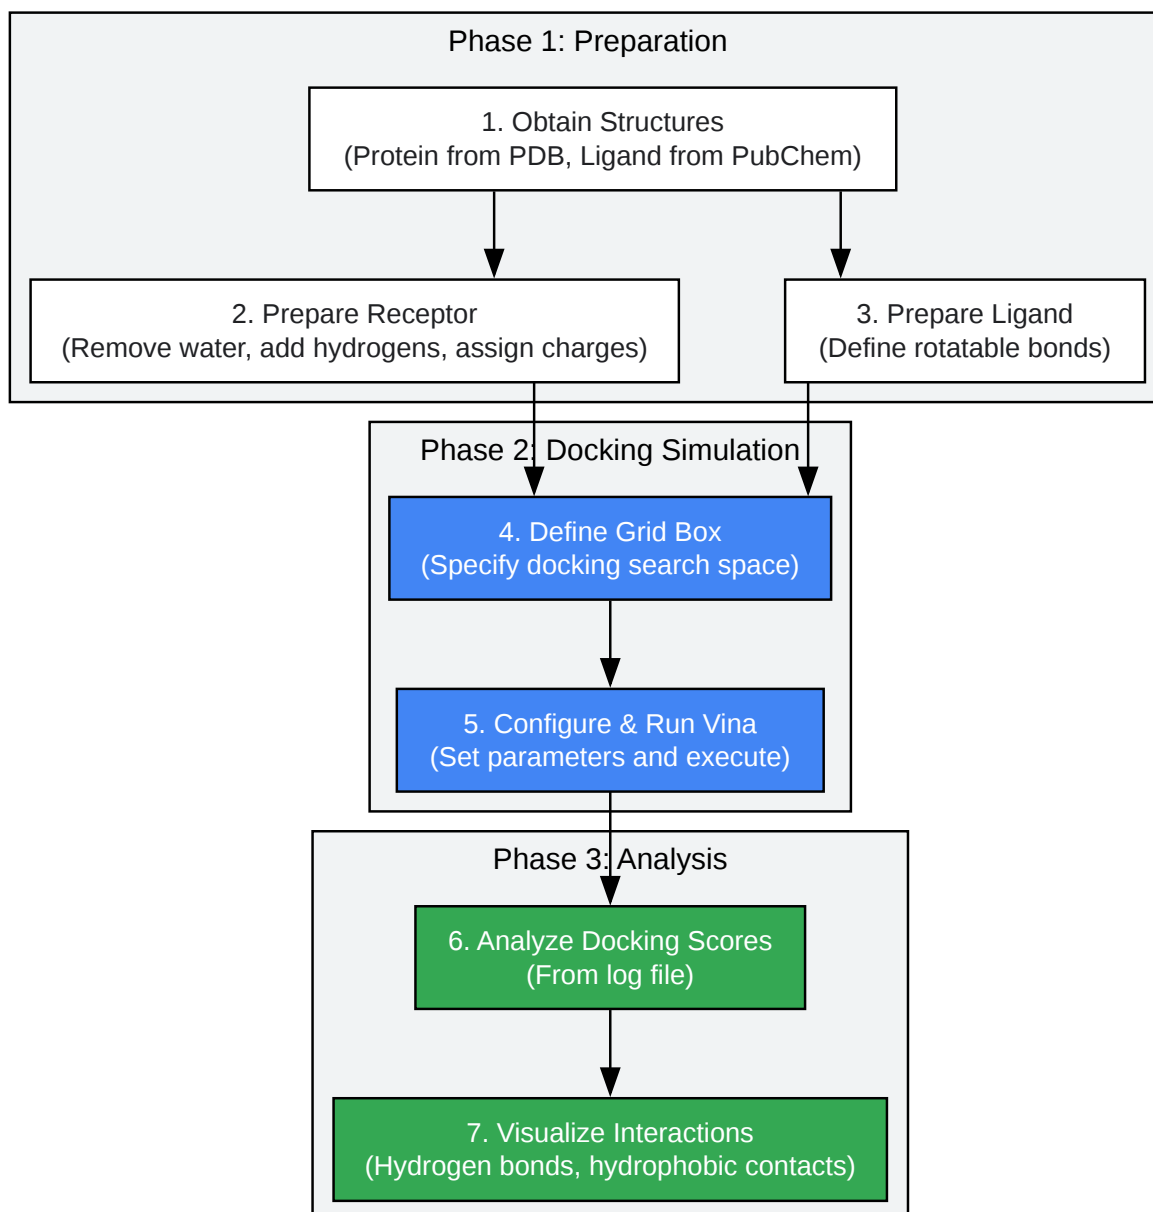 Phase 1: Preparation
1. Obtain Structures
(Protein from PDB, Ligand from PubChem)
2. Prepare Receptor
(Remove water, add hydrogens, assign charges)
3. Prepare Ligand
(Define rotatable bonds)
Phase 2: Docking Simulation
4. Define Grid Box
(Specify docking search space)
5. Configure & Run Vina
(Set parameters and execute)
Phase 3: Analysis
6. Analyze Docking Scores
(From log file)
7. Visualize Interactions
(Hydrogen bonds, hydrophobic contacts)